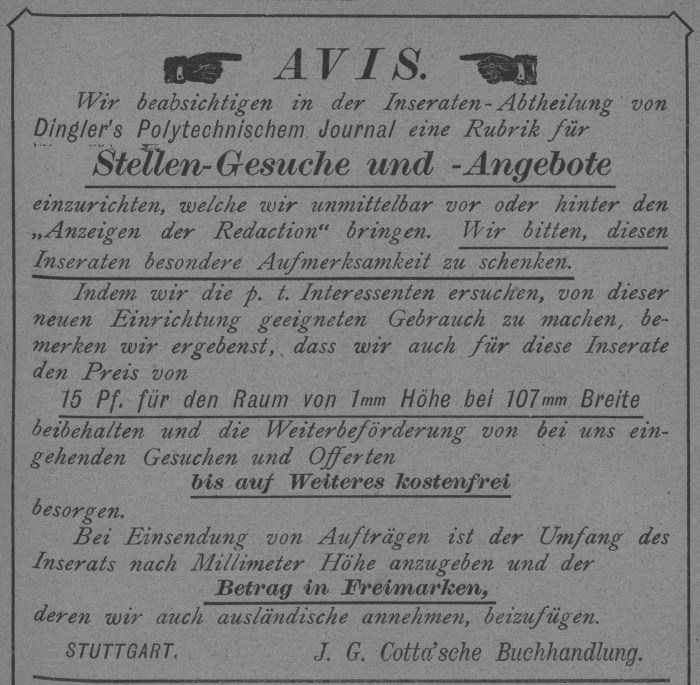 AVIS.
Wir beabsichtigen in der Inseraten-Abtheilung von
Dingler's Polytechnischem Journal eine Rubrik für
Stellen-Gesuche und -Angebote
einzurichten, welche wir unmittelbar vor oder hinter den
„Anzeigen der Redaction“ bringen. Wir bitten, diesen
Inseraten besondere Aufmerksamkeit zu schenken.
Indem wir die p. t. Interessenten ersuchen, von dieser
neuen Einrichtung geeigneten Gebrauch zu machen, be-
merken wir ergebenst, dass wir auch für diese Inserate
den Preis von
15 Pf. für den Raum von 1mm Höhe bei 107mm Breite
beibehalten und die Weiterbeförderung von bei uns ein-
gehenden Gesuchen und Offerten
bis auf Weiteres kostenfrei
besorgen.
Bei Einsendung von Aufträgen ist der Umfang des
Inserats nach Millimeter Höhe anzugeben und der
Betrag in Freimarken,
deren wir auch ausländische annehmen, beizufügen.
STUTTGART. J. G. Cotta'sche Buchhandlung.